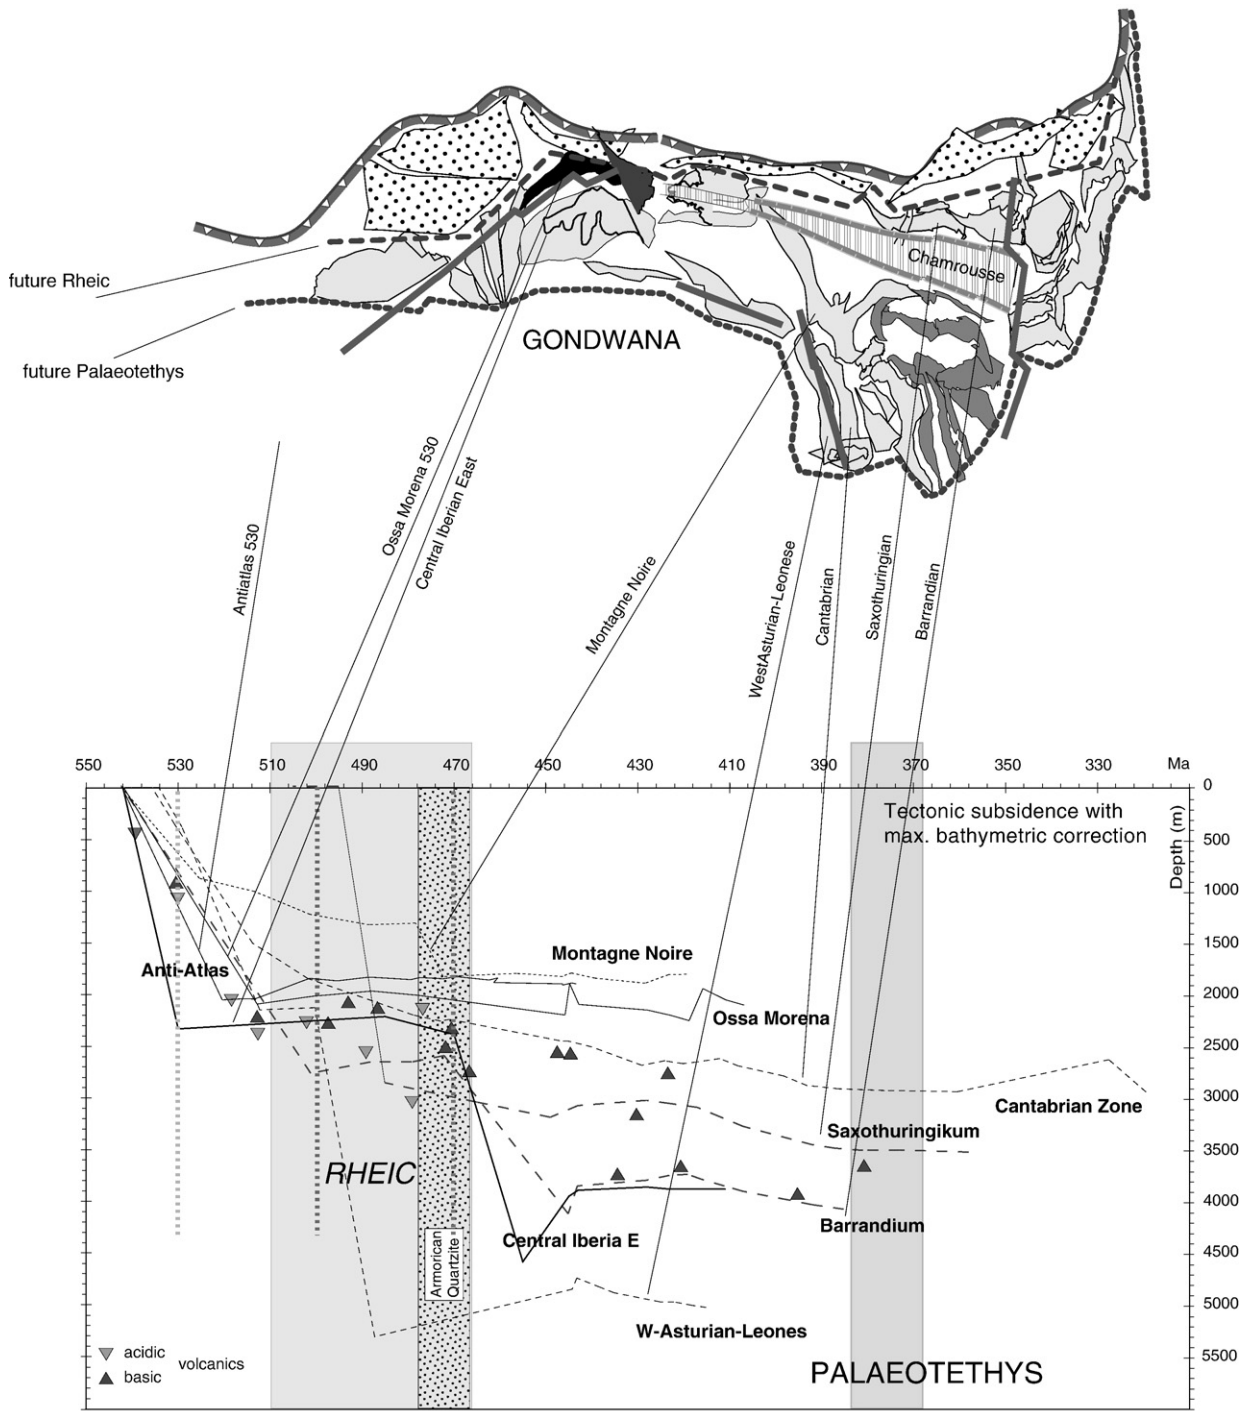 future Rheic
Chamrousse
GONDWANA
future Palaeotethys
Antiatlas 530
Ossa Morena 530
Central Iberian East
Montagne Noire
WestAsturian-Leonese
Cantabrian
Saxothuringian
Barrandian
550 530 510 490 470 450 430 410 390 370 350 330 Ma
0
500
1000
1500
2000
2500
3000
3500
4000
4500
5000
5500
Depth (m)
Tectonic subsidence with
max. bathymetric correction
Anti-Atlas
Montagne Noire
Ossa Morena
Cantabrian Zone
Saxothuringikum
RHEIC
Barrandium
Central Iberia E
Armorican
Quartzite
W-Asturian-Leones
PALAEOTETHYS
acidic
volcanics
basic